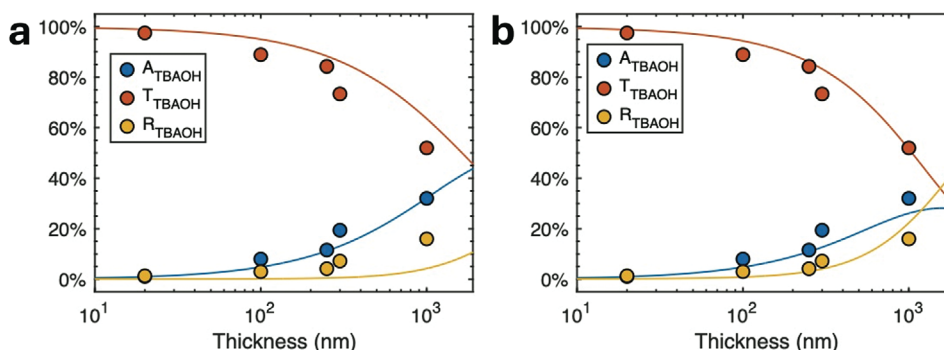 a
100%
80%
60%
40%
20%
0%
A_TBAOH
T_TBAOH
R_TBAOH
10^1
10^2
10^3
Thickness (nm)
b
100%
80%
60%
40%
20%
0%
A_TBAOH
T_TBAOH
R_TBAOH
10^1
10^2
10^3
Thickness (nm)